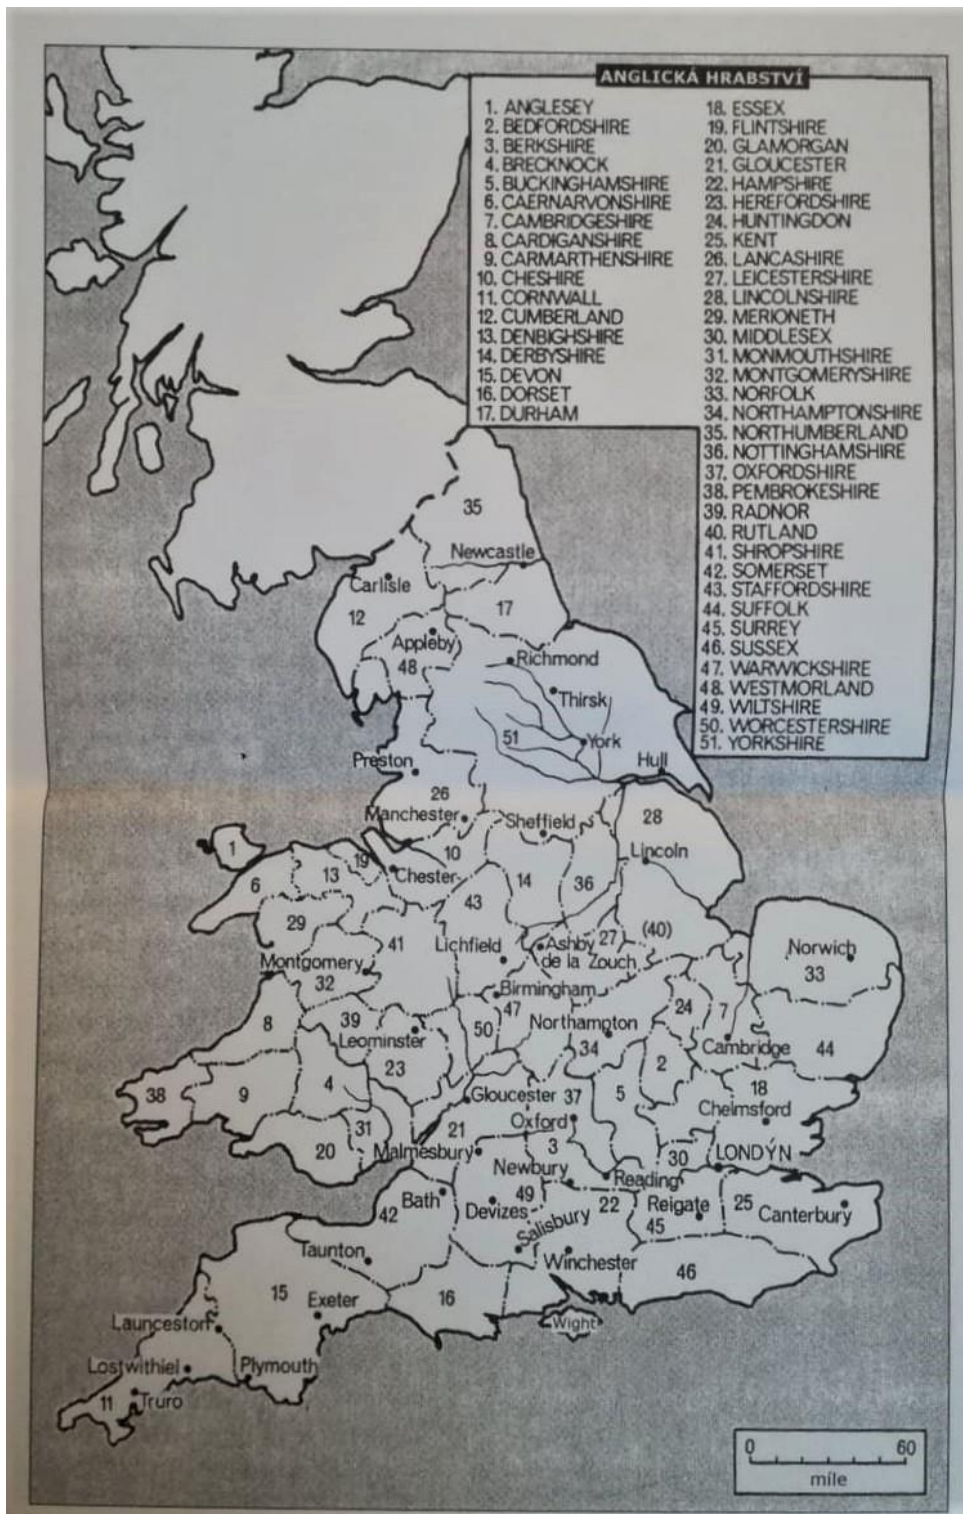 ANGLICKÁ HRABSTVÍ
1. ANGLESEY
2. BEDFORDSHIRE
3. BERKSHIRE
4. BRECKNOCK
5. BUCKINGHAMSHIRE
6. CAERNARVONSHIRE
7. CAMBRIDGESHIRE
8. CARDIGANSHIRE
9. CARMARTHENSHIRE
10. CHESHIRE
11. CORNWALL
12. CUMBERLAND
13. DENBIGHSHIRE
14. DERBYSHIRE
15. DEVON
16. DORSET
17. DURHAM
18. ESSEX
19. FLINTSHIRE
20. GLAMORGAN
21. GLOUCESTER
22. HAMPSHIRE
23. HEREFORDSHIRE
24. HUNTINGDON
25. KENT
26. LANCASHIRE
27. LEICESTERSHIRE
28. LINCOLNSHIRE
29. MERIONETH
30. MIDDLESEX
31. MONMOUTHSHIRE
32. MONTGOMERYSHIRE
33. NORFOLK
34. NORTHAMPTONSHIRE
35. NORTHUMBERLAND
36. NOTTINGHAMSHIRE
37. OXFORDSHIRE
38. PEMBROKESHIRE
39. RADNOR
40. RUTLAND
41. SHROPSHIRE
42. SOMERSET
43. STAFFORDSHIRE
44. SUFFOLK
45. SURREY
46. SUSSEX
47. WARWICKSHIRE
48. WESTMORLAND
49. WILTSHIRE
50. WORCESTERSHIRE
51. YORKSHIRE
35
Newcastle
Carlisle
12
17
Appleby
48
Richmond
Thirsk
51
York
Preston
Hull
26
Manchester
Sheffield
28
1
10
Lincoln
19
13
Chester
14
36
6
43
29
41
Lichfield
Ashby
de la Zouch
27
(40)
Norwich
33
Montgomery
32
Birmingham
47
24
7
8
39
Leominster
50
Northampton
34
Cambridge
44
2
23
38
9
4
Gloucester
37
5
18
Chelmsford
31
21
Oxford
20
Malmesbury
3
30
LONDÝN
Newbury
Reading
Bath
49
22
Reigate
25
Canterbury
42
Devizes
45
Salisbury
Taunton
Winchester
46
15
Exeter
16
Wight
Launceston
Lostwithiel
Plymouth
11
Truro
0
60
míle